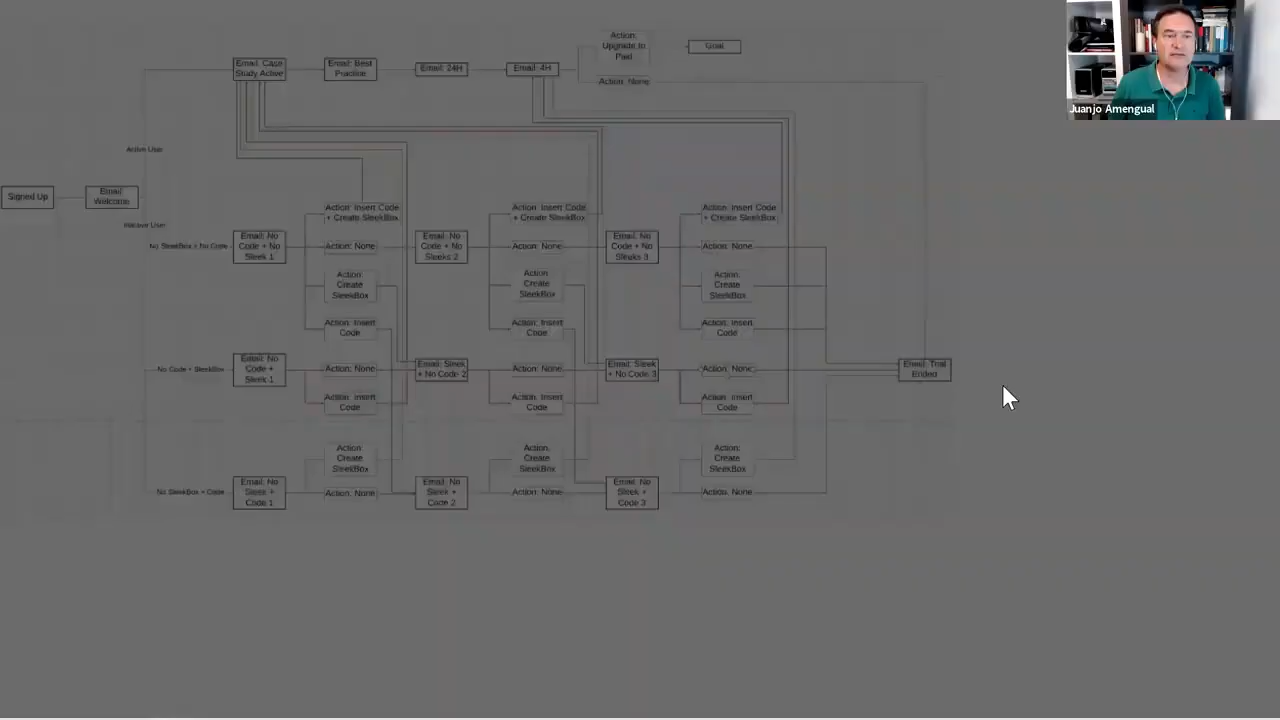 Action:
Upgrade to
Paid
Goal
Email: Case
Study Active
Email: Best
Practice
Email: 24H
Email: 4H
Action: None
Juanjo Amengual
Active User
Signed Up
Email:
Welcome
Inactive User
No SleekBox + No Code
Email: No
Code + No
Sleek 1
Action: Insert Code
+ Create SleekBox
Action: None
Action:
Create
SleekBox
Action: Insert
Code
Email: No
Code + No
Sleeks 2
Action: Insert Code
+ Create SleekBox
Action: None
Action:
Create
SleekBox
Action: Insert
Code
Email: No
Code + No
Sleeks 3
Action: Insert Code
+ Create SleekBox
Action: None
Action:
Create
SleekBox
Action: Insert
Code
No Code + SleekBox
Email: No
Code +
Sleek 1
Action: None
Action: Insert
Code
Email: Sleek
+ No Code 2
Action: None
Action: Insert
Code
Email: Sleek
+ No Code 3
Action: None
Action: Insert
Code
Email: Trial
Ended
No SleekBox + Code
Email: No
Sleek +
Code 1
Action:
Create
SleekBox
Action: None
Email: No
Sleek +
Code 2
Action:
Create
SleekBox
Action: None
Email: No
Sleek +
Code 3
Action:
Create
SleekBox
Action: None